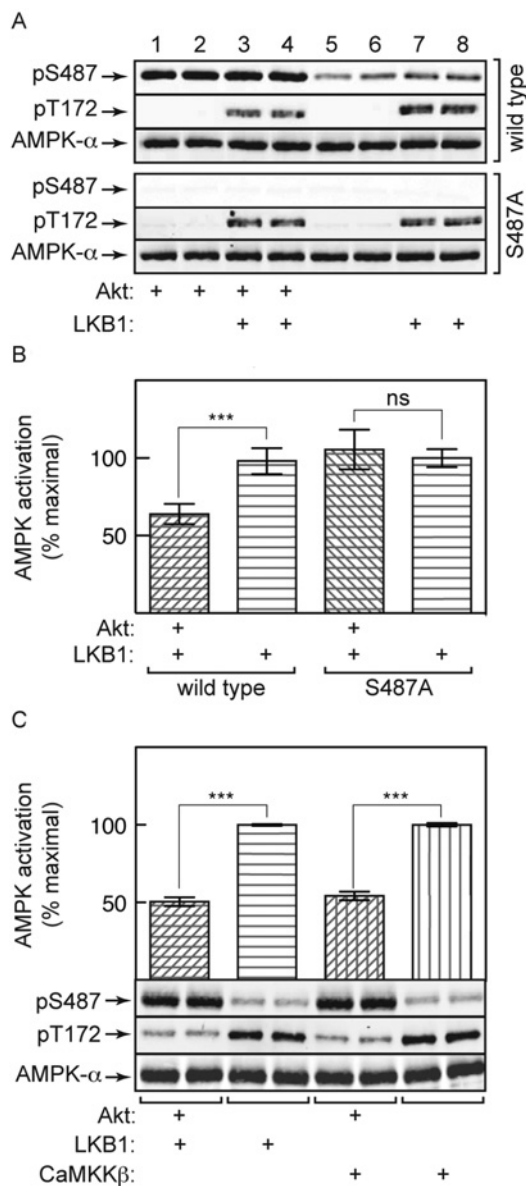 A
1 2 3 4 5 6 7 8
pS487
pT172
AMPK-α
wild type
pS487
pT172
AMPK-α
S487A
Akt: + + + +
LKB1: + + + +
B
AMPK activation
(% maximal)
100
50
***
ns
Akt: + +
LKB1: + + + +
wild type S487A
C
AMPK activation
(% maximal)
100
50
***
***
pS487
pT172
AMPK-α
Akt: + +
LKB1: + +
CaMKKβ: + +